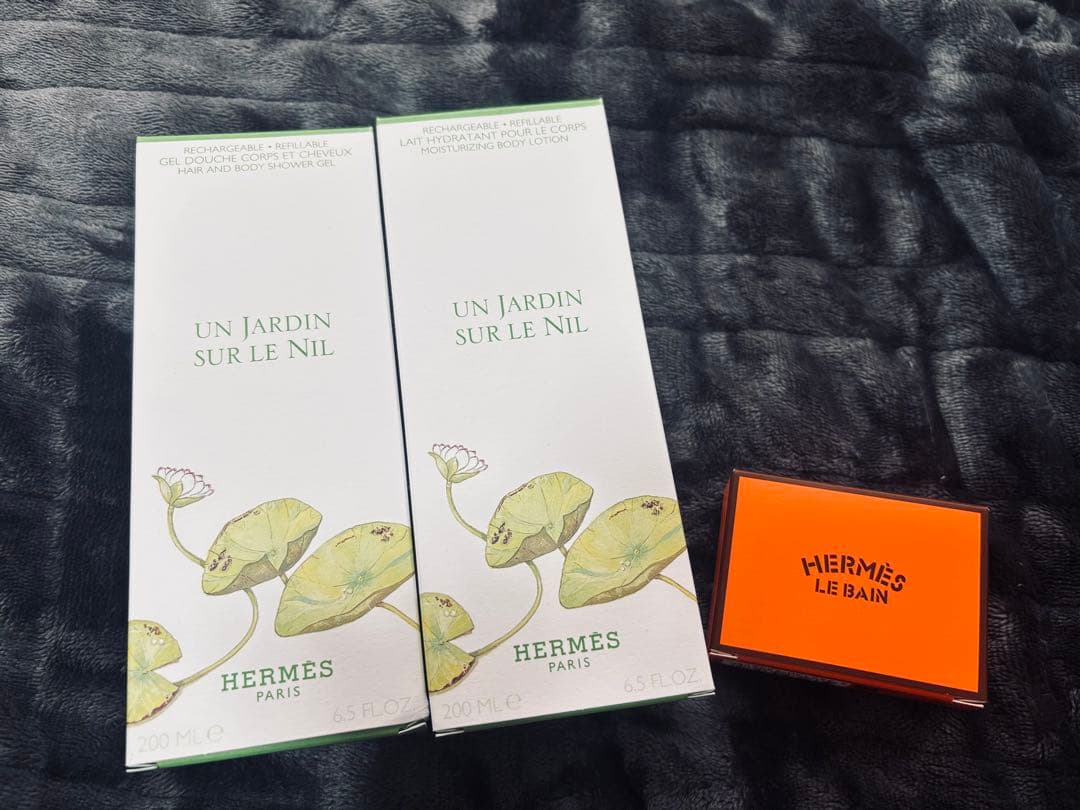 RECHARGEABLE • REFILLABLE
GEL DOUCHE CORPS ET CHEVEUX
HAIR AND BODY SHOWER GEL
UN JARDIN
SUR LE NIL
HERMÈS
PARIS
200 ML ℮ 6.5 FL.OZ.
RECHARGEABLE • REFILLABLE
LAIT HYDRATANT POUR LE CORPS
MOISTURIZING BODY LOTION
UN JARDIN
SUR LE NIL
HERMÈS
PARIS
200 ML ℮ 6.5 FL.OZ.
HERMÈS
LE BAIN